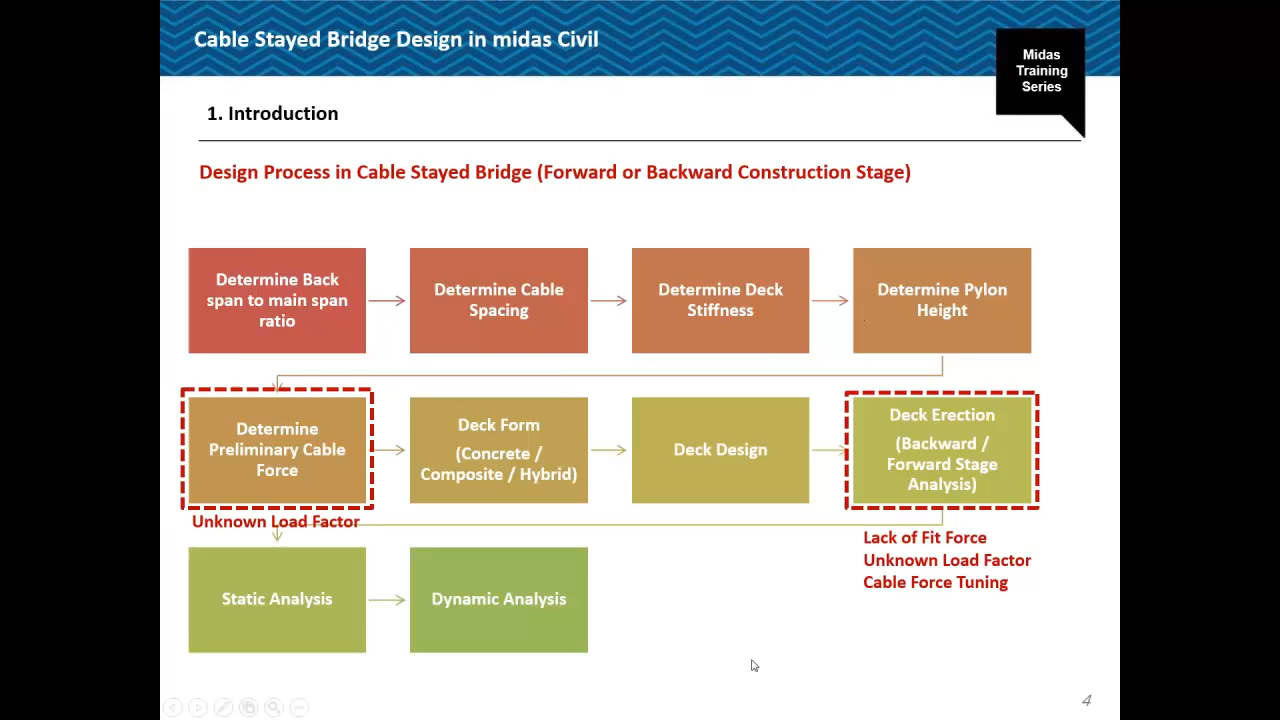 Cable Stayed Bridge Design in midas Civil
Midas
Training
Series
1. Introduction
Design Process in Cable Stayed Bridge (Forward or Backward Construction Stage)
Determine Back
span to main span
ratio
Determine Cable
Spacing
Determine Deck
Stiffness
Determine Pylon
Height
Determine
Preliminary Cable
Force
Deck Form
(Concrete /
Composite / Hybrid)
Deck Design
Deck Erection
(Backward /
Forward Stage
Analysis)
Unknown Load Factor
Lack of Fit Force
Unknown Load Factor
Cable Force Tuning
Static Analysis
Dynamic Analysis
4